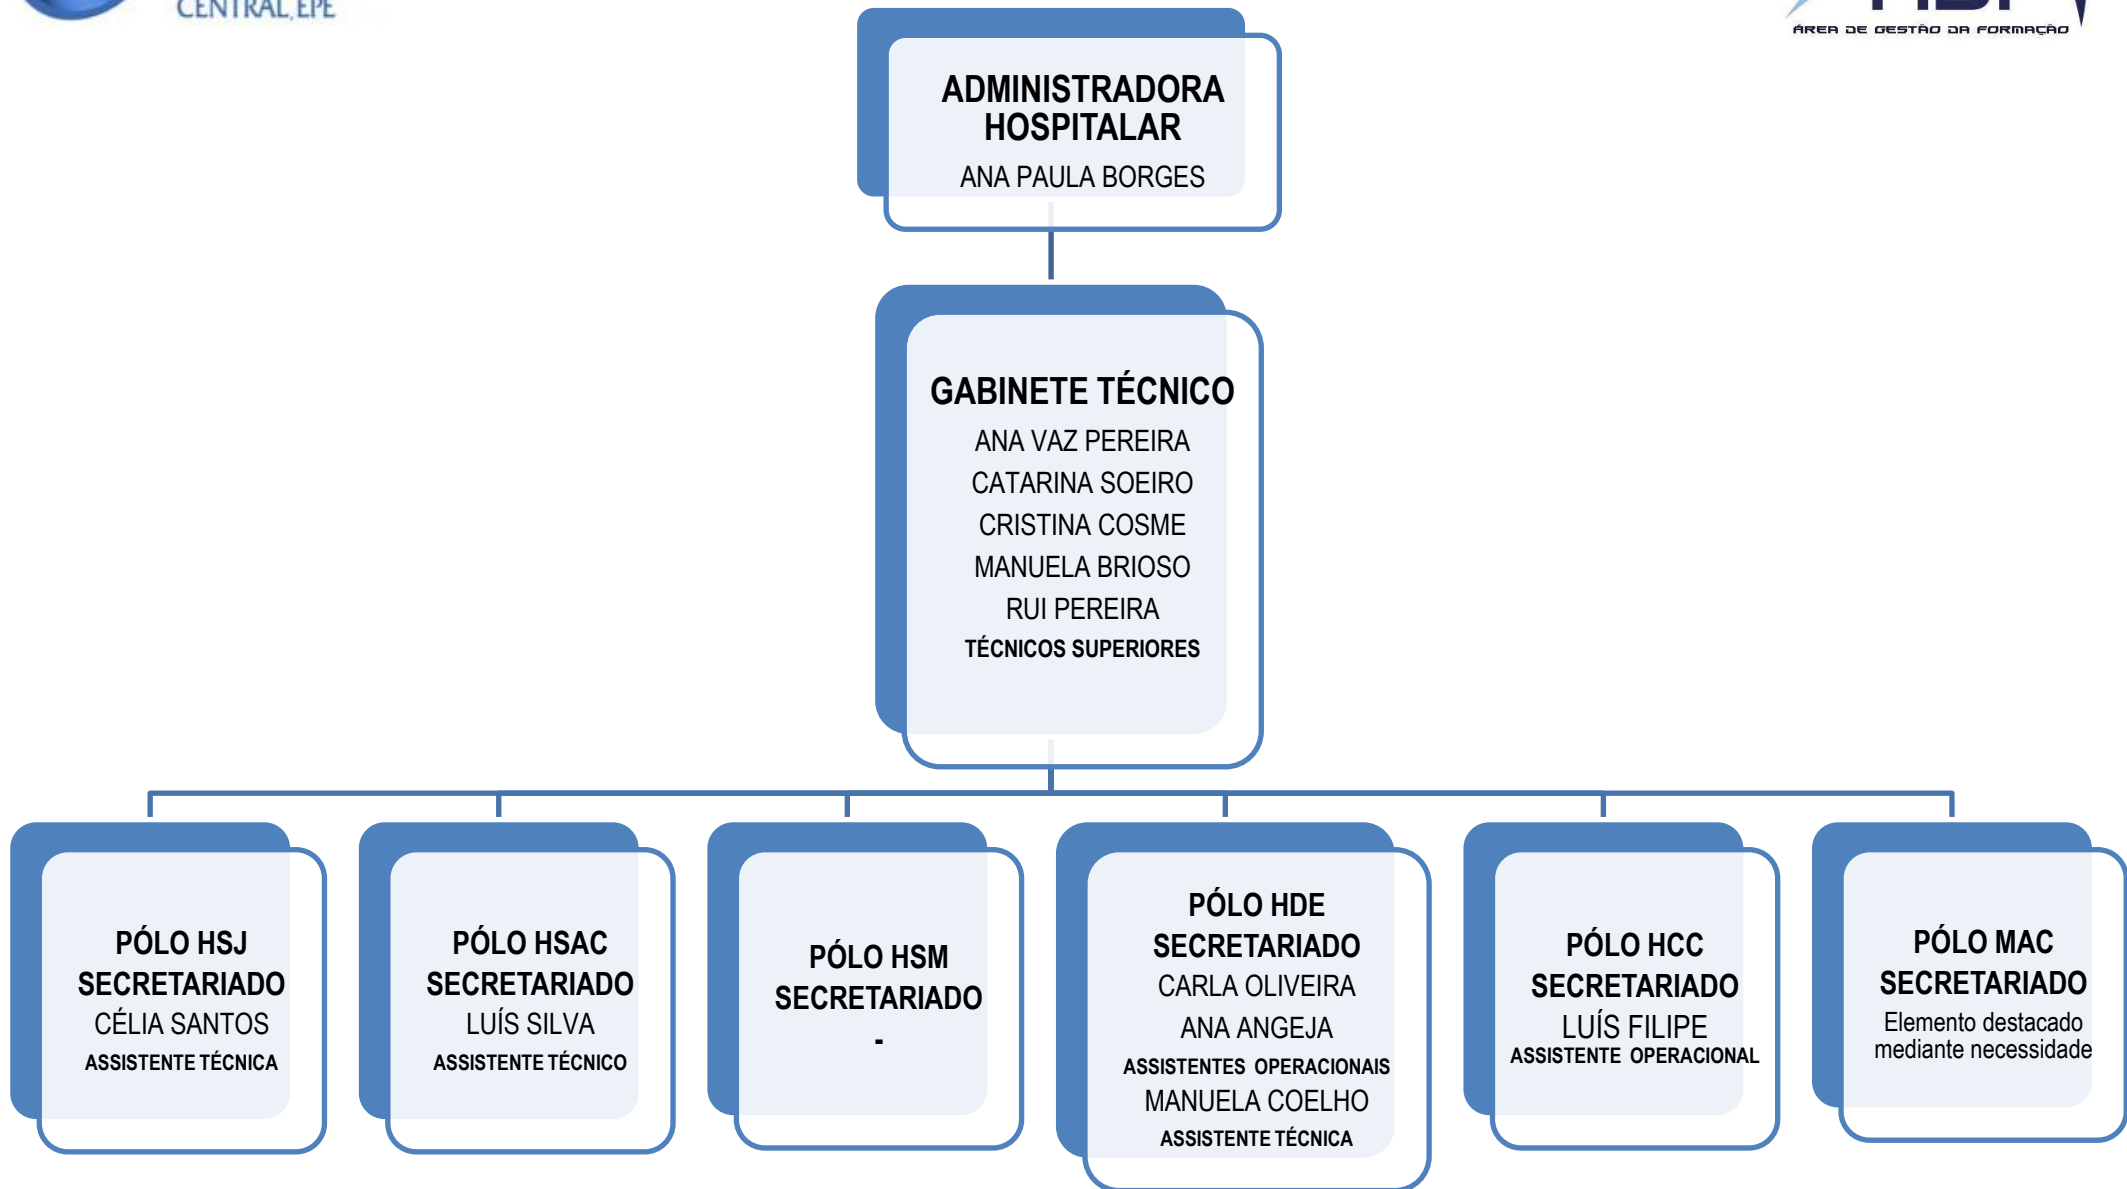 CENTRAL, EPE
ÁREA DE GESTÃO DA FORMAÇÃO
ADMINISTRADORA
HOSPITALAR
ANA PAULA BORGES
GABINETE TÉCNICO
ANA VAZ PEREIRA
CATARINA SOEIRO
CRISTINA COSME
MANUELA BRIOSO
RUI PEREIRA
TÉCNICOS SUPERIORES
PÓLO HSJ
SECRETARIADO
CÉLIA SANTOS
ASSISTENTE TÉCNICA
PÓLO HSAC
SECRETARIADO
LUÍS SILVA
ASSISTENTE TÉCNICO
PÓLO HSM
SECRETARIADO
-
PÓLO HDE
SECRETARIADO
CARLA OLIVEIRA
ANA ANGEJA
ASSISTENTES OPERACIONAIS
MANUELA COELHO
ASSISTENTE TÉCNICA
PÓLO HCC
SECRETARIADO
LUÍS FILIPE
ASSISTENTE OPERACIONAL
PÓLO MAC
SECRETARIADO
Elemento destacado
mediante necessidade